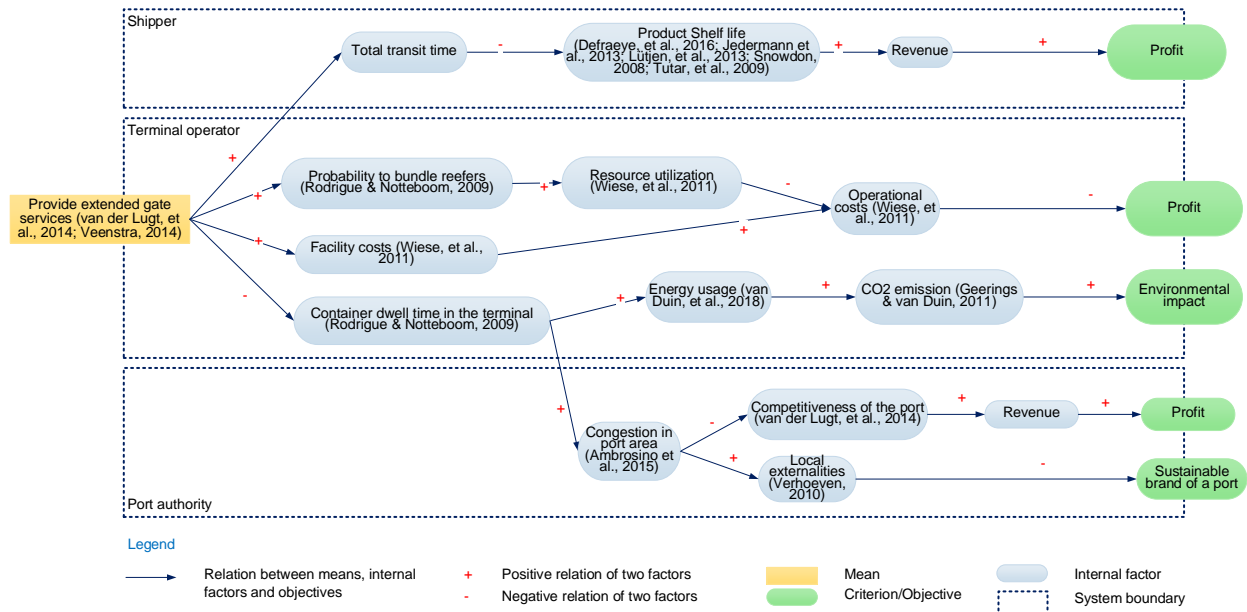 Shipper
Total transit time
-
Product Shelf life
(Defraeye, et al., 2016; Jedermann et
al., 2013; Lütjen, et al., 2013; Snowdon,
2008; Tutar, et al., 2009)
+
Revenue
+
Profit
+
Terminal operator
Provide extended gate
services (van der Lugt, et
al., 2014; Veenstra, 2014)
+
Probability to bundle reefers
(Rodrigue & Notteboom, 2009)
+
Resource utilization
(Wiese, et al., 2011)
-
Operational
costs (Wiese, et
al., 2011)
-
Profit
+
Facility costs (Wiese, et al.,
2011)
+
-
Container dwell time in the terminal
(Rodrigue & Notteboom, 2009)
+
Energy usage (van
Duin, et al., 2018)
+
CO2 emission (Geerings
& van Duin, 2011)
+
Environmental
impact
+
Congestion in
port area
(Ambrosino et
al., 2015)
-
Competitiveness of the port
(van der Lugt, et al., 2014)
+
Revenue
+
Profit
+
Local
externalities
(Verhoeven,
2010)
-
Sustainable
brand of a port
Port authority
Legend
Relation between means, internal
factors and objectives
+ Positive relation of two factors
- Negative relation of two factors
Mean
Criterion/Objective
Internal factor
System boundary